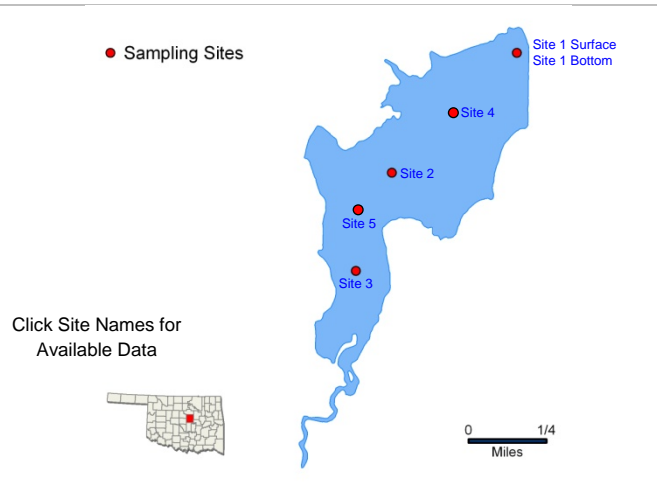 Sampling Sites
Site 1 Surface
Site 1 Bottom
Site 4
Site 2
Site 5
Site 3
Click Site Names for
Available Data
0 1/4
Miles